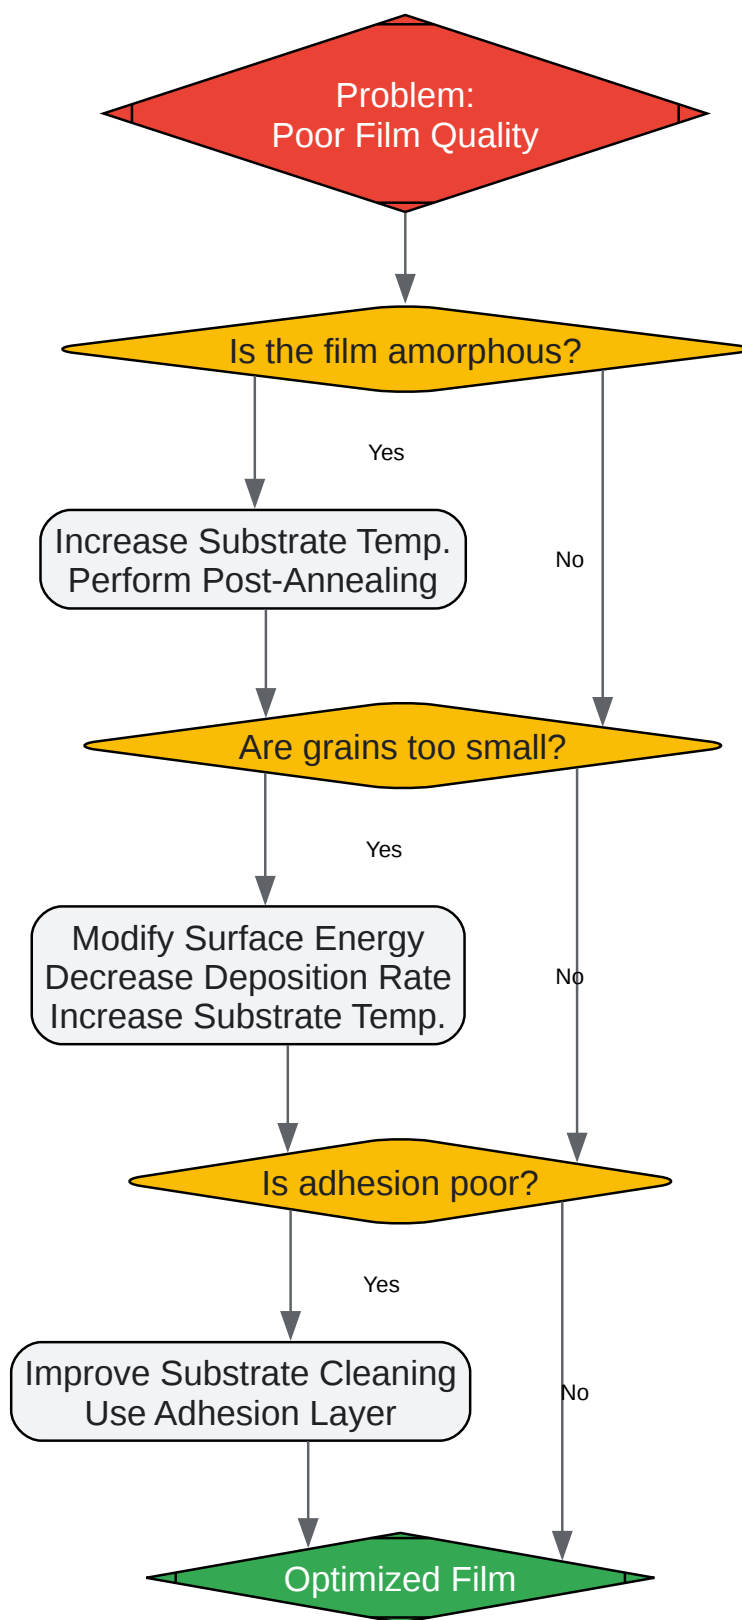 Problem:
Poor Film Quality
Is the film amorphous?
Yes
Increase Substrate Temp.
Perform Post-Annealing
No
Are grains too small?
Yes
Modify Surface Energy
Decrease Deposition Rate
Increase Substrate Temp.
No
Is adhesion poor?
Yes
Improve Substrate Cleaning
Use Adhesion Layer
No
Optimized Film